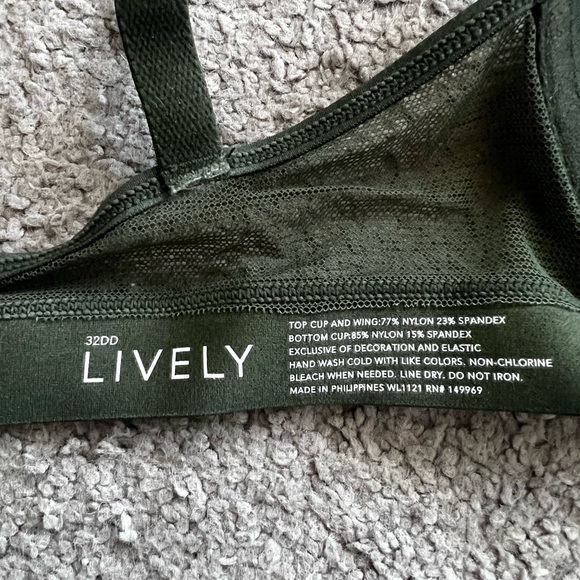 32DD
LIVELY
TOP CUP AND WING:77% NYLON 23% SPANDEX
BOTTOM CUP:85% NYLON 15% SPANDEX
EXCLUSIVE OF DECORATION AND ELASTIC
HAND WASH COLD WITH LIKE COLORS. NON-CHLORINE
BLEACH WHEN NEEDED. LINE DRY. DO NOT IRON.
MADE IN PHILIPPINES WL1121 RN# 149969